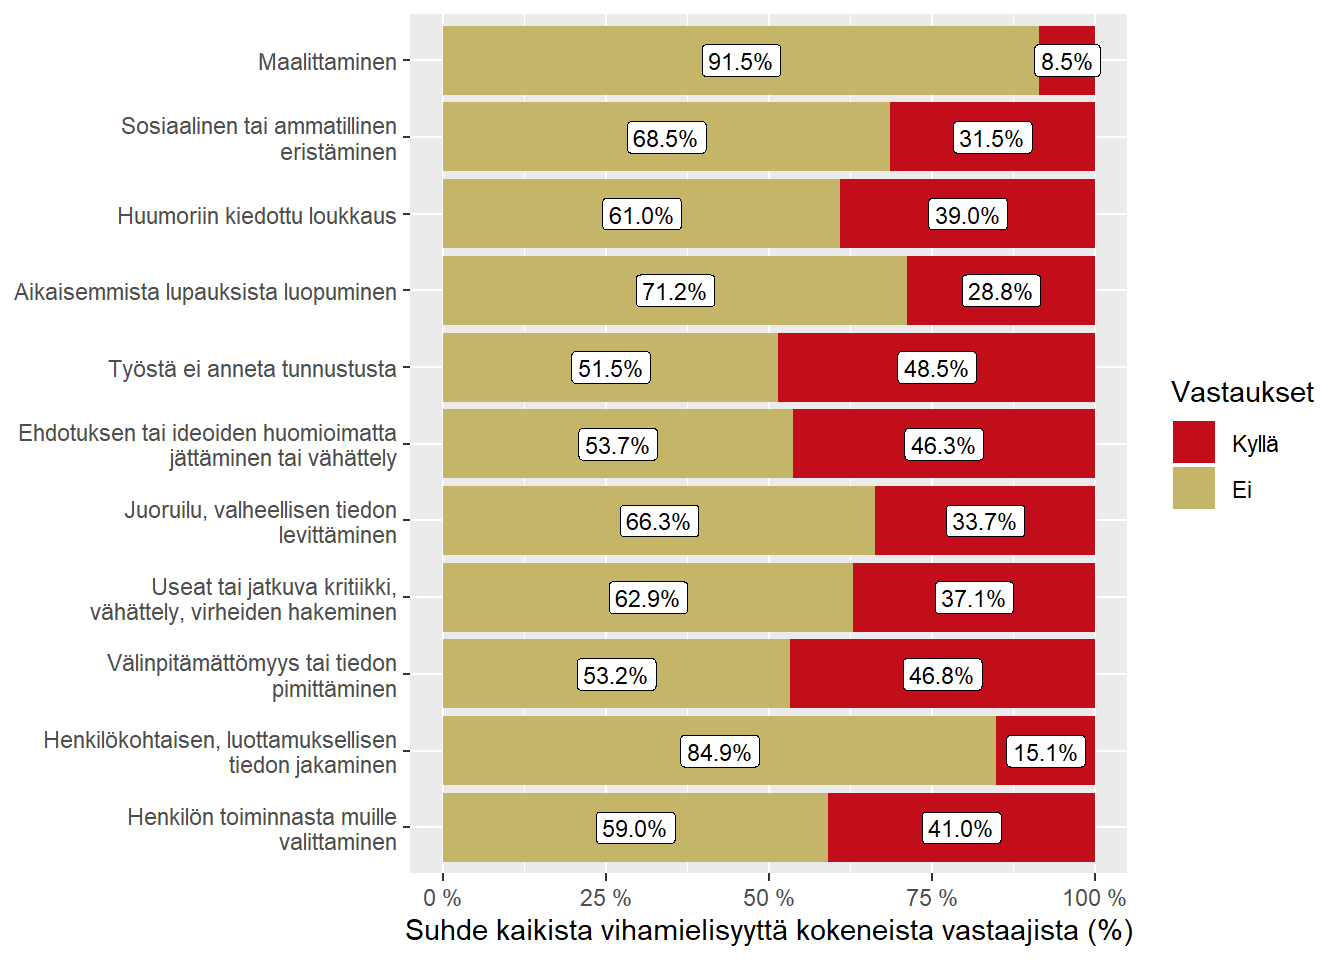 Maalittaminen
91.5%
8.5%
Sosiaalinen tai ammatillinen
eristäminen
68.5%
31.5%
Huumoriin kiedottu loukkaus
61.0%
39.0%
Aikaisemmista lupauksista luopuminen
71.2%
28.8%
Työstä ei anneta tunnustusta
51.5%
48.5%
Ehdotuksen tai ideoiden huomioimatta
jättäminen tai vähättely
53.7%
46.3%
Juoruilu, valheellisen tiedon
levittäminen
66.3%
33.7%
Useat tai jatkuva kritiikki,
vähättely, virheiden hakeminen
62.9%
37.1%
Välinpitämättömyys tai tiedon
pimittäminen
53.2%
46.8%
Henkilökohtaisen, luottamuksellisen
tiedon jakaminen
84.9%
15.1%
Henkilön toiminnasta muille
valittaminen
59.0%
41.0%
0 %
25 %
50 %
75 %
100 %
Suhde kaikista vihamielisyyttä kokeneista vastaajista (%)
Vastaukset
Kyllä
Ei